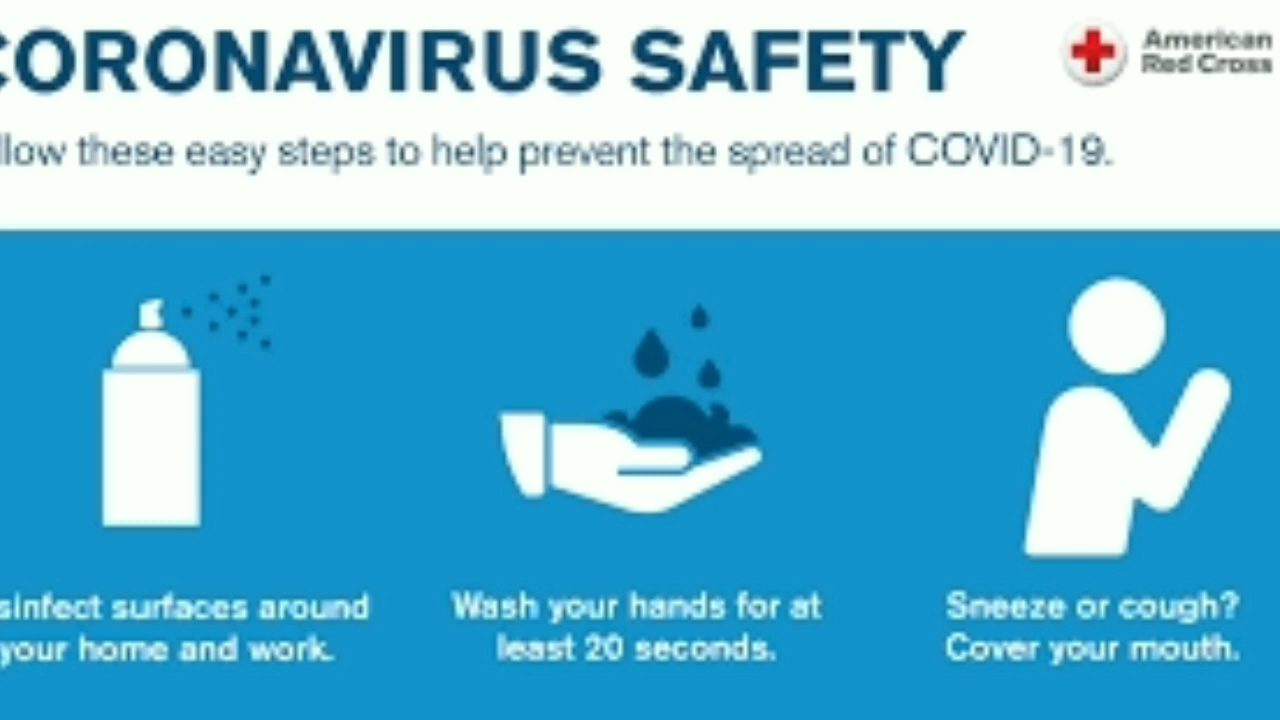 CORONAVIRUS SAFETY
American
Red Cross
llow these easy steps to help prevent the spread of COVID-19.
sinfect surfaces around
your home and work.
Wash your hands for at
least 20 seconds.
Sneeze or cough?
Cover your mouth.